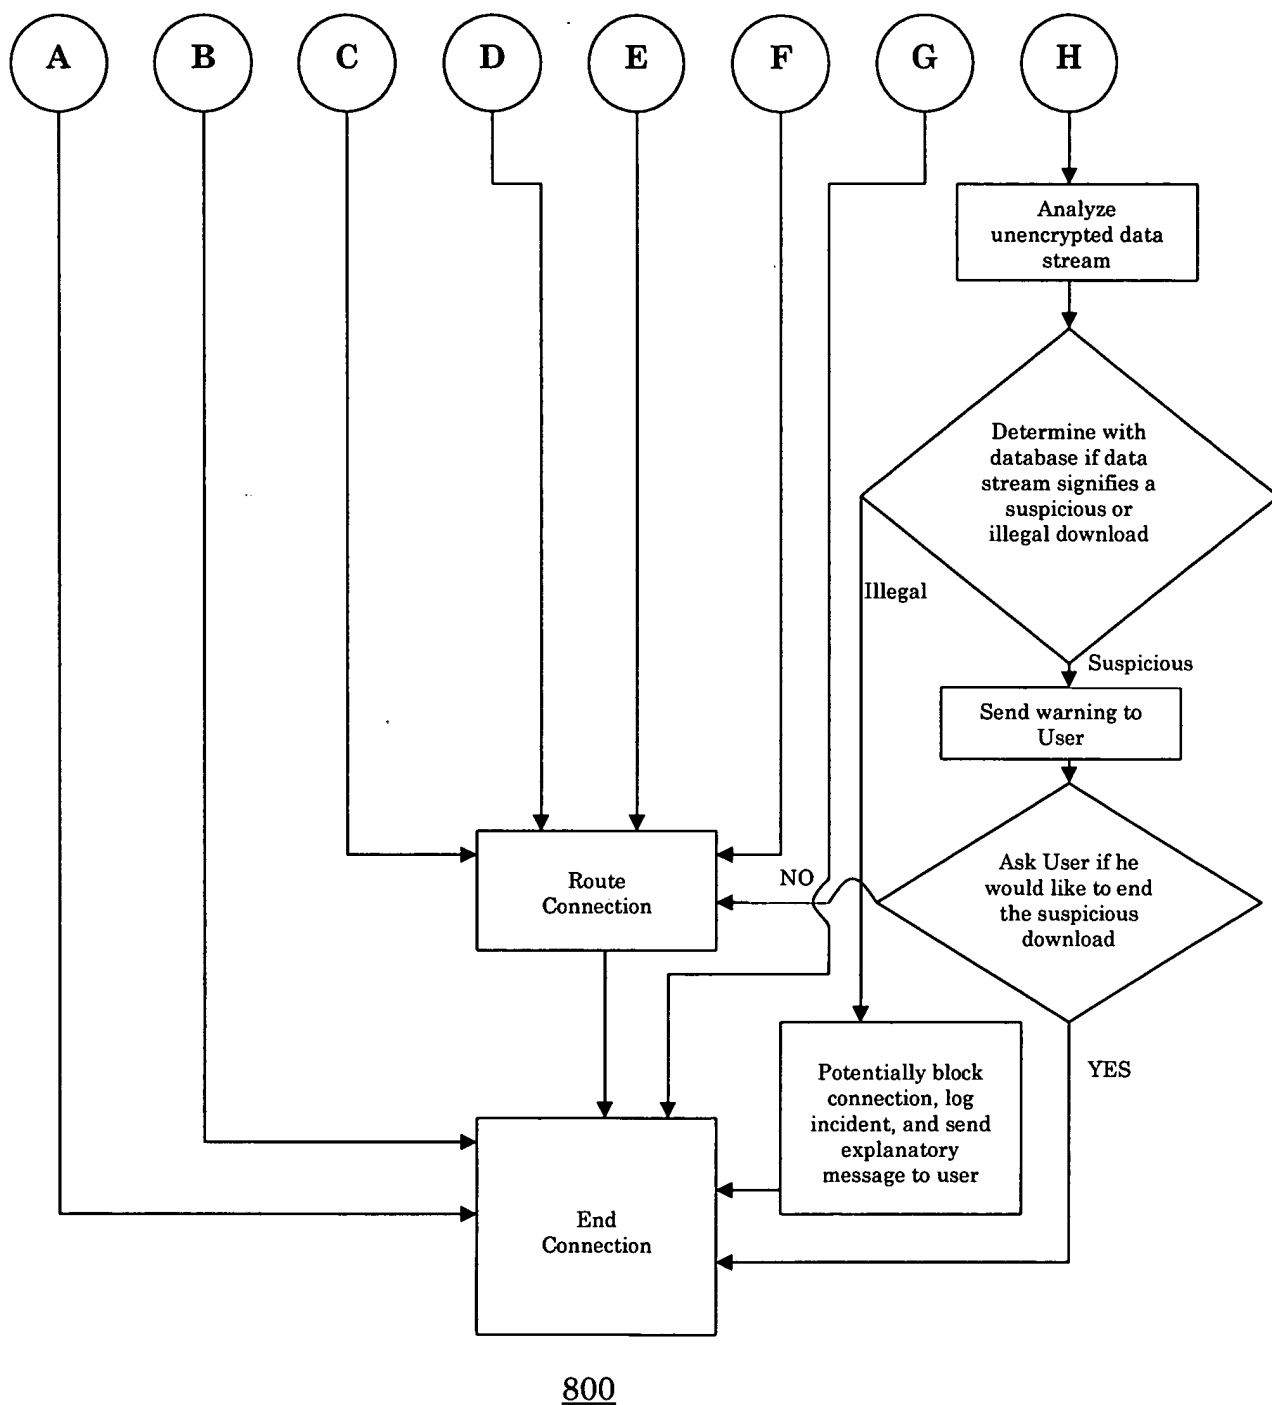 A B C D E F G H
Analyze
unencrypted data
stream
Determine with
database if data
stream signifies a
suspicious or
illegal download
Illegal
Suspicious
Send warning to
User
Ask User if he
would like to end
the suspicious
download
NO
Route
Connection
YES
Potentially block
connection, log
incident, and send
explanatory
message to user
End
Connection
800